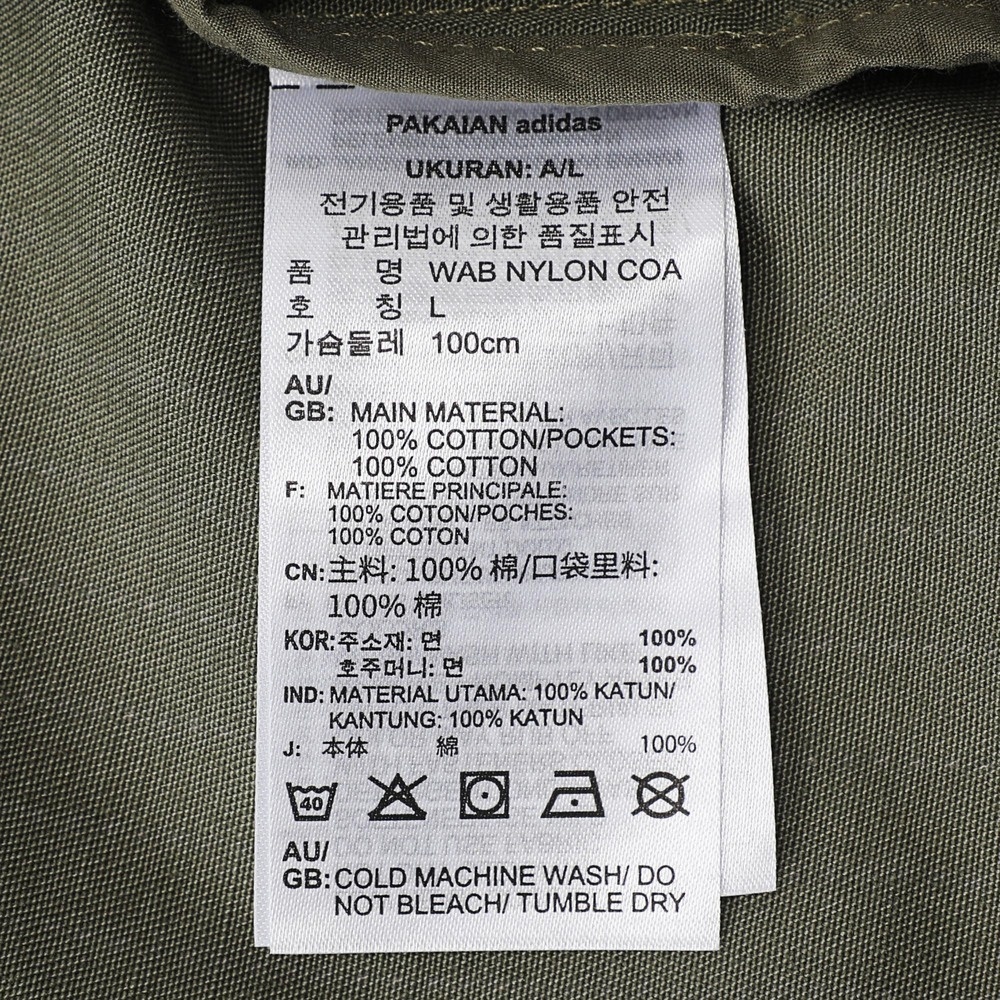 PAKAIAN adidas
UKURAN: A/L
전기용품 및 생활용품 안전
관리법에 의한 품질표시
품 명 WAB NYLON COA
호 칭 L
가슴둘레 100cm
AU/
GB: MAIN MATERIAL:
100% COTTON/POCKETS:
100% COTTON
F: MATIERE PRINCIPALE:
100% COTON/POCHES:
100% COTON
CN: 主料: 100% 棉/口袋里料:
100% 棉
KOR: 주소재: 면 100%
호주머니: 면 100%
IND: MATERIAL UTAMA: 100% KATUN/
KANTUNG: 100% KATUN
J: 本体 綿 100%
40
AU/
GB: COLD MACHINE WASH/ DO
NOT BLEACH/ TUMBLE DRY